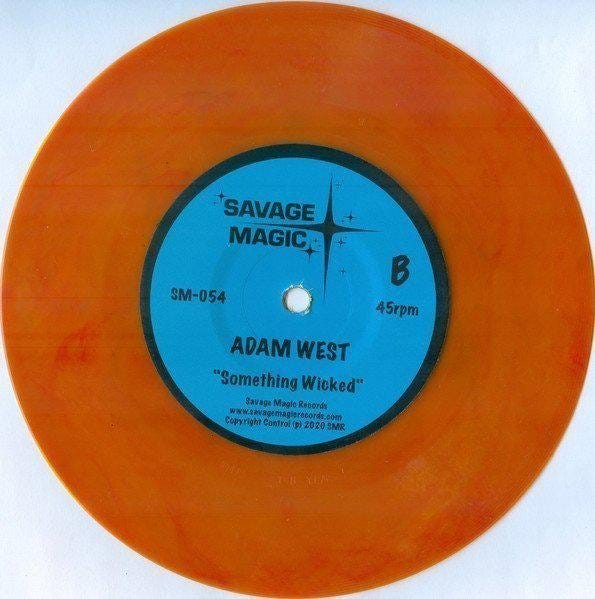 SAVAGE
MAGIC
B
SM-054
45rpm
ADAM WEST
"Something Wicked"
Savage Magic Records
www.savagemagicrecords.com
Copyright Control (p) 2020 SMR